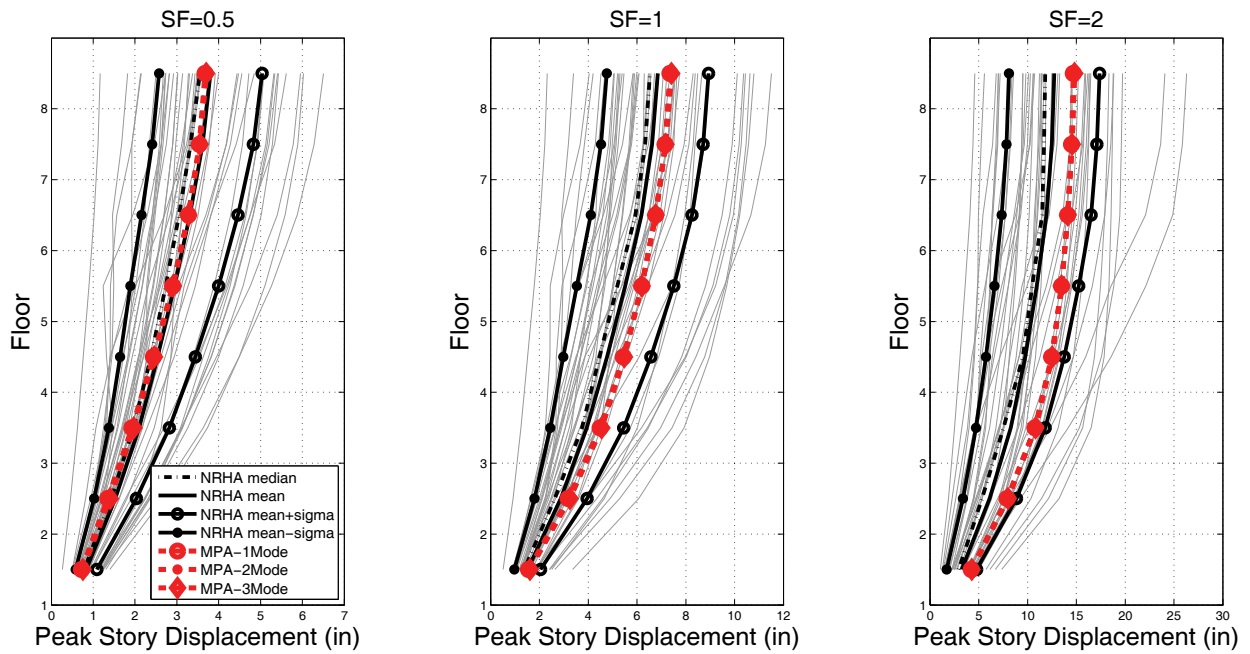 SF=0.5
8
7
6
5
4
3
2
1
0 1 2 3 4 5 6 7
Floor
Peak Story Displacement (in)
NRHA median
NRHA mean
NRHA mean+sigma
NRHA mean−sigma
MPA−1Mode
MPA−2Mode
MPA−3Mode
SF=1
8
7
6
5
4
3
2
1
0 2 4 6 8 10 12
Floor
Peak Story Displacement (in)
SF=2
8
7
6
5
4
3
2
1
0 5 10 15 20 25 30
Floor
Peak Story Displacement (in)